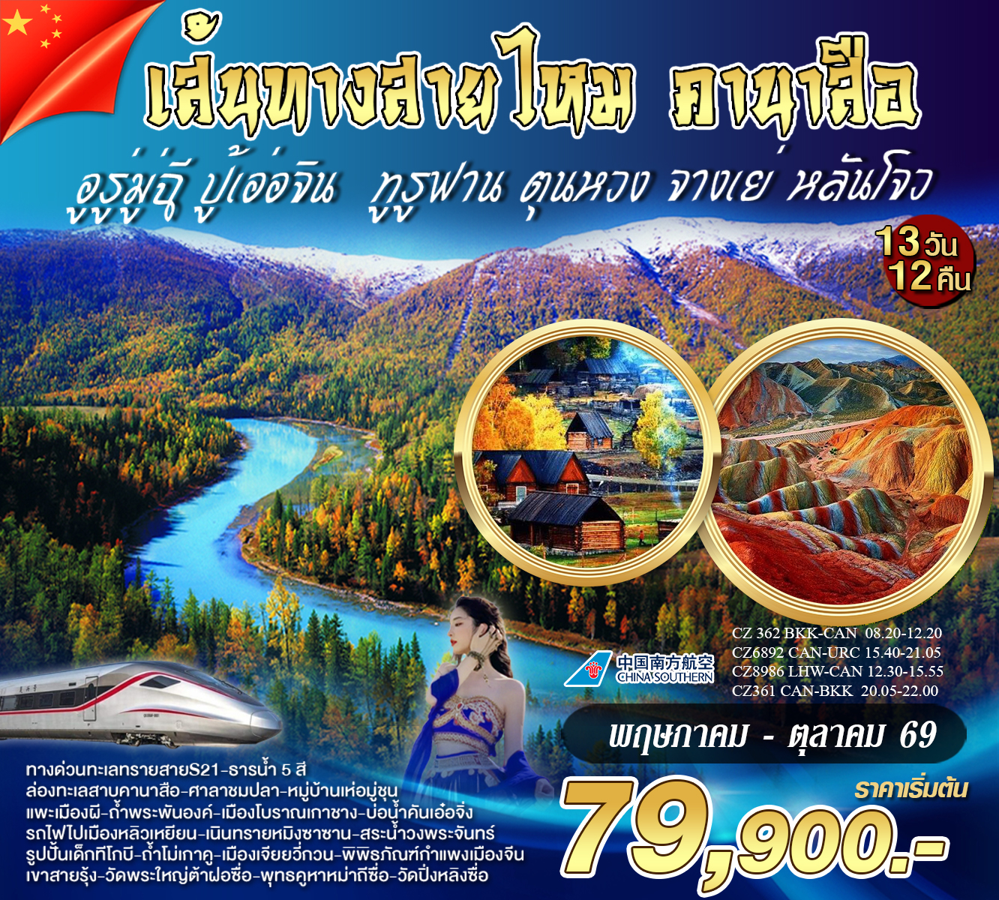 เส้นทางสายไหม คานาสือ
อูรูมู่ฉี ปู้เอ่อจิน ทูรูฟาน ตุนหวง จางเย่ หลันโจว
13 วัน
12 คืน
CZ 362 BKK-CAN 08.20-12.20
CZ6892 CAN-URC 15.40-21.05
CZ8986 LHW-CAN 12.30-15.55
CZ361 CAN-BKK 20.05-22.00
中国南方航空
CHINA SOUTHERN
พฤษภาคม - ตุลาคม 69
ราคาเริ่มต้น
79,900.-
ทางด่วนทะเลทรายสายS21-ธารน้ำ 5 สี
ล่องทะเลสาบคานาสือ-ศาลาชมปลา-หมู่บ้านเห่อมู่ชุน
แพะเมืองผี-ถ้ำพระพันองค์-เมืองโบราณเกาชาง-บ่อน้ำคันเอ๋อจิ่ง
รถไฟไปเมืองหลิวเหยียน-เนินทรายหมิงซาซาน-สระน้ำวงพระจันทร์
รูปปั้นเด็กทีโกบี-ถ้ำโม่เกาคู-เมืองเจียยวี่กวน-พิพิธภัณฑ์กำแพงเมืองจีน
เขาสายรุ้ง-วัดพระใหญ่ต้าฝอซื่อ-พุทธคูหาหม่าถีซื่อ-วัดปิ่งหลิงซื่อ